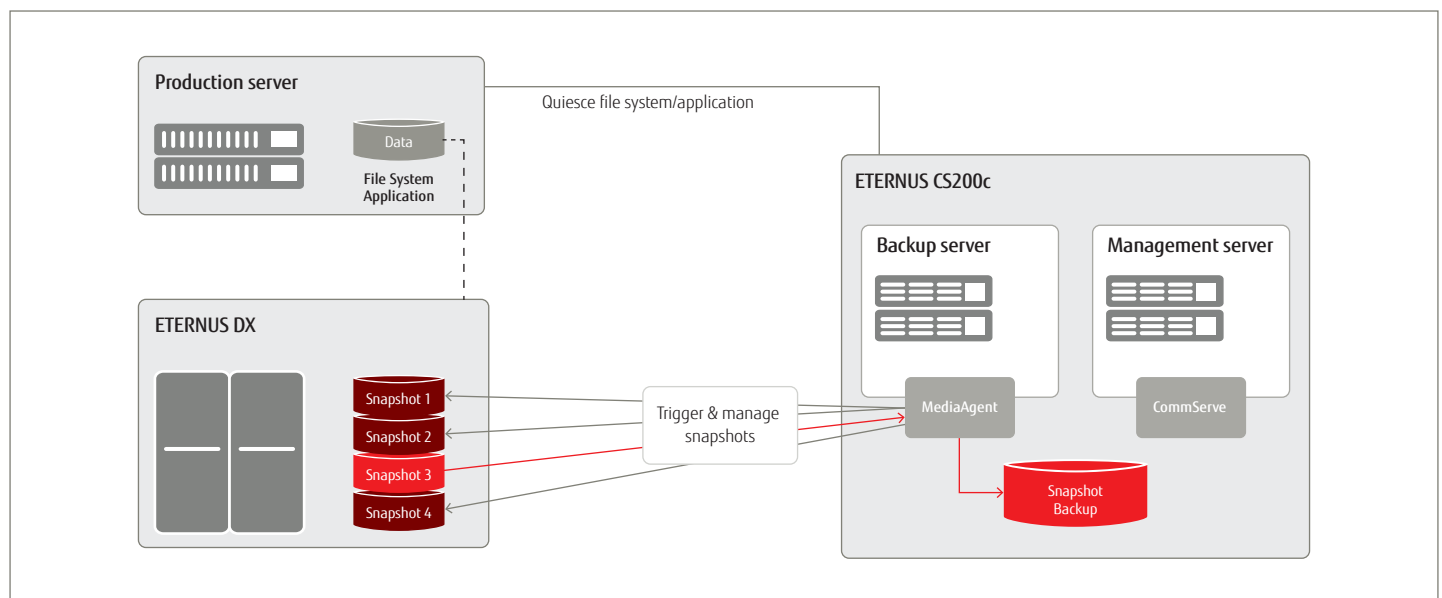 Production server
Data
File System
Application
Quiesce file system/application
ETERNUS CS200c
Backup server
Management server
MediaAgent
CommServe
Snapshot
Backup
ETERNUS DX
Snapshot 1
Snapshot 2
Snapshot 3
Snapshot 4
Trigger & manage
snapshots